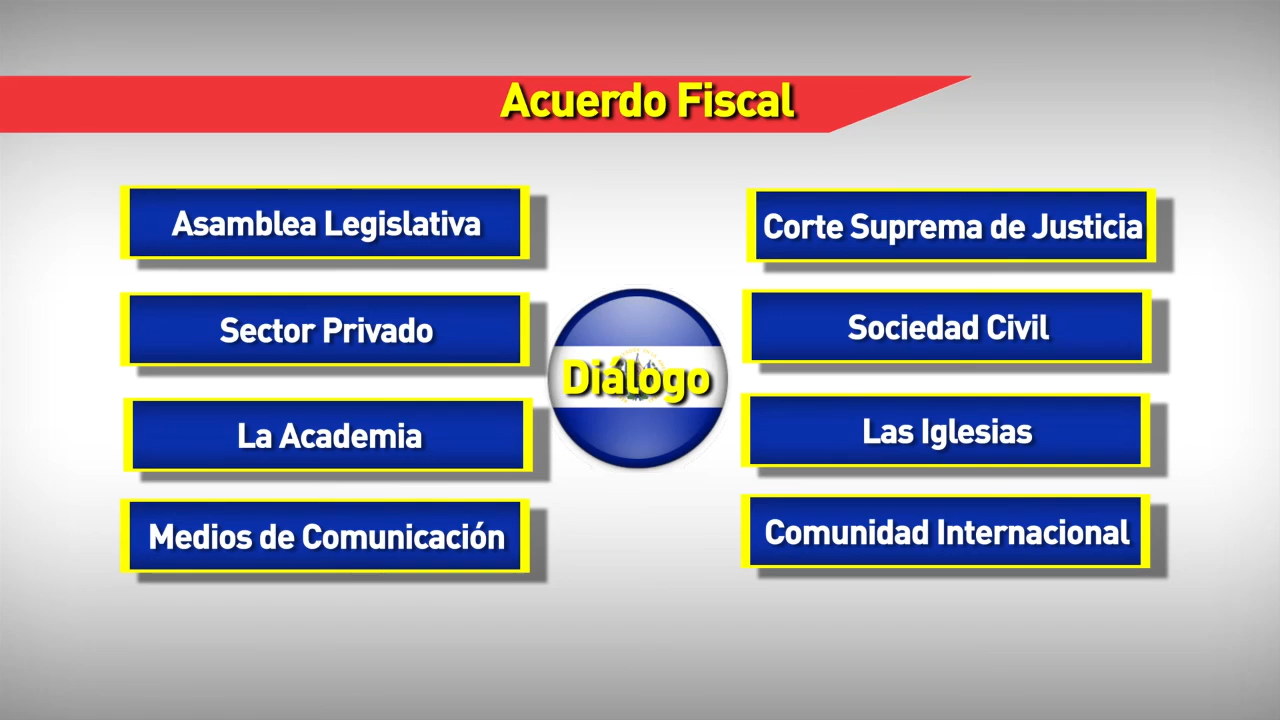 Acuerdo Fiscal
Asamblea Legislativa
Sector Privado
La Academia
Medios de Comunicación
Diálogo
Corte Suprema de Justicia
Sociedad Civil
Las Iglesias
Comunidad Internacional